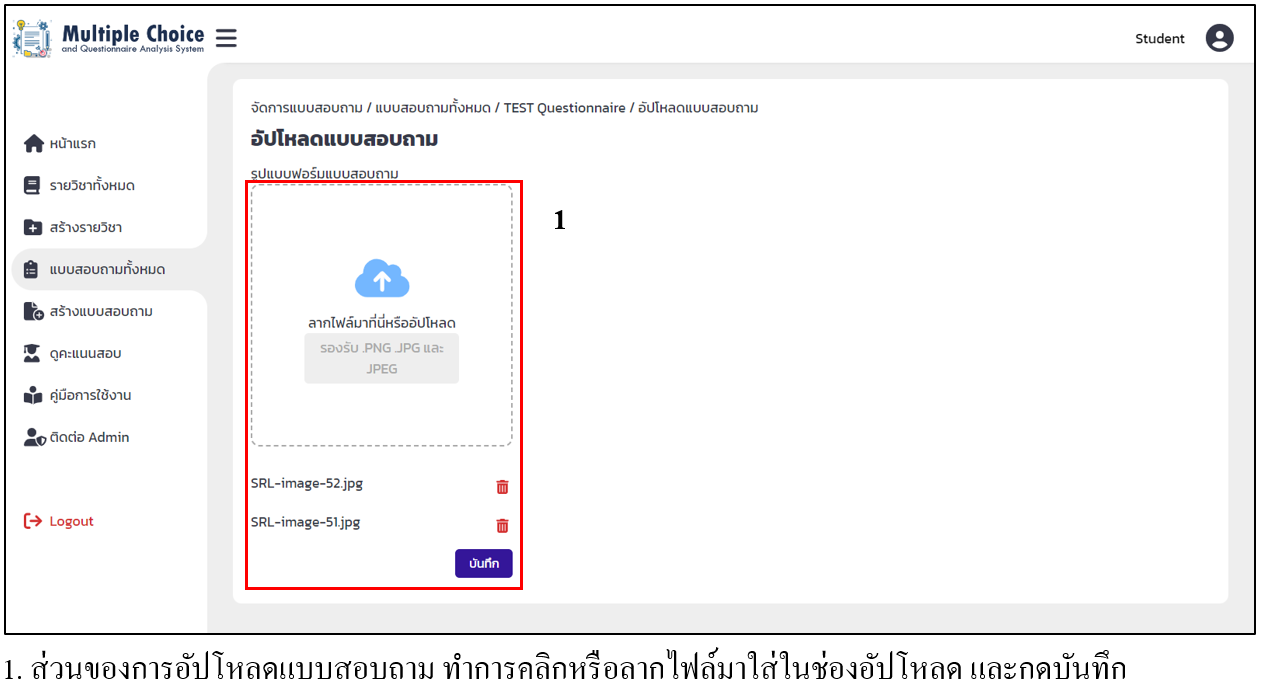 Multiple Choice
and Questionnaire Analysis System
Student
หน้าแรก
รายวิชาทั้งหมด
สร้างรายวิชา
แบบสอบถามทั้งหมด
สร้างแบบสอบถาม
ดูคะแนนสอบ
คู่มือการใช้งาน
ติดต่อ Admin
Logout
จัดการแบบสอบถาม / แบบสอบถามทั้งหมด / TEST Questionnaire / อัปโหลดแบบสอบถาม
อัปโหลดแบบสอบถาม
รูปแบบฟอร์มแบบสอบถาม
1
ลากไฟล์มาที่นี่หรืออัปโหลด
รองรับ .PNG .JPG และ
JPEG
SRL-image-52.jpg
SRL-image-51.jpg
บันทึก
1. ส่วนของการอัปโหลดแบบสอบถาม ทำการคลิกหรือลากไฟล์มาใส่ในช่องอัปโหลด และกดบันทึก